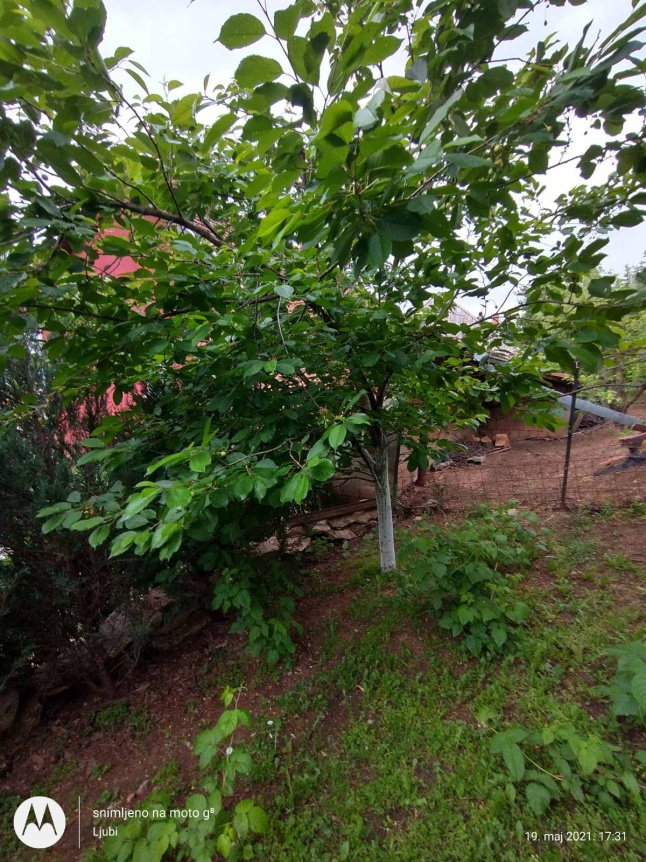 snimljeno na moto g⁸
Ljubi
19. maj 2021. 17:31